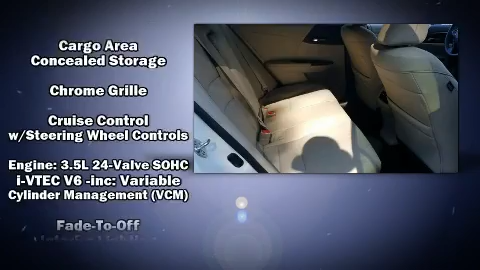 Cargo Area
Concealed Storage
Chrome Grille
Cruise Control
w/Steering Wheel Controls
Engine: 3.5L 24-Valve SOHC
i-VTEC V6 -inc: Variable
Cylinder Management (VCM)
Fade-To-Off